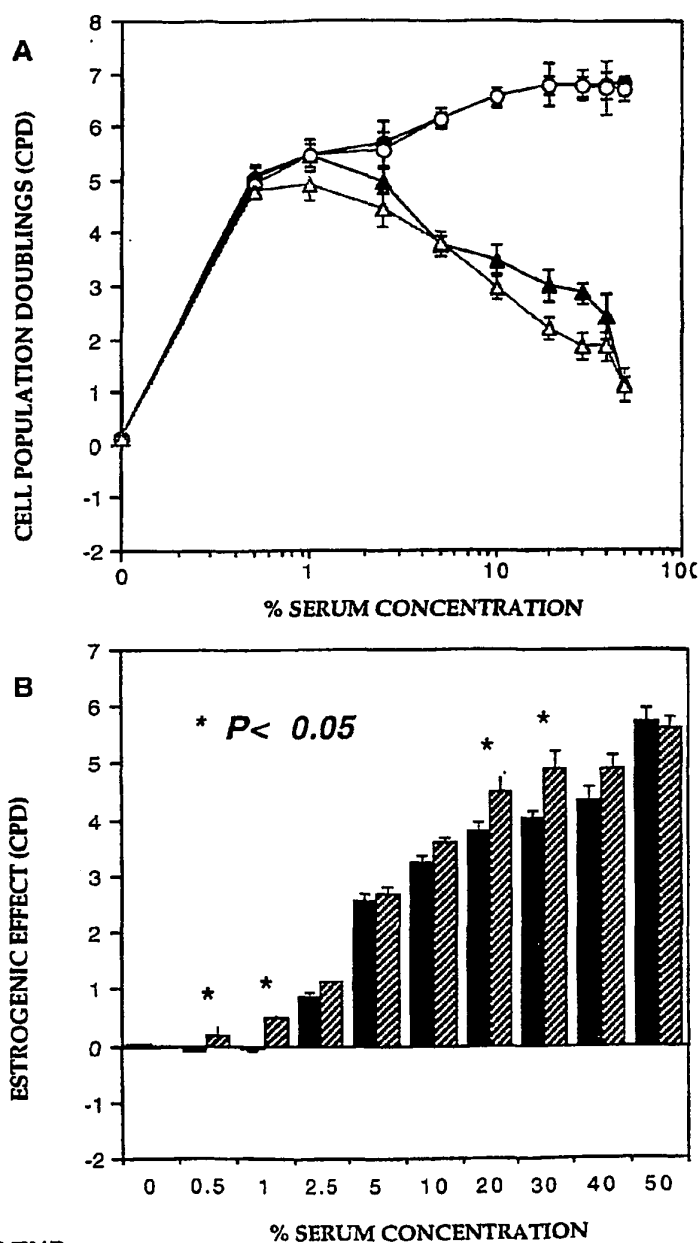 A
CELL POPULATION DOUBLINGS (CPD)
8
7
6
5
4
3
2
1
0
-1
-2
0 1 10
% SERUM CONCENTRATION
B
ESTROGENIC EFFECT (CPD)
* P< 0.05
*
*
*
*
7
6
5
4
3
2
1
0
-1
-2
0 0.5 1 2.5 5 10 20 30 40 50
% SERUM CONCENTRATION